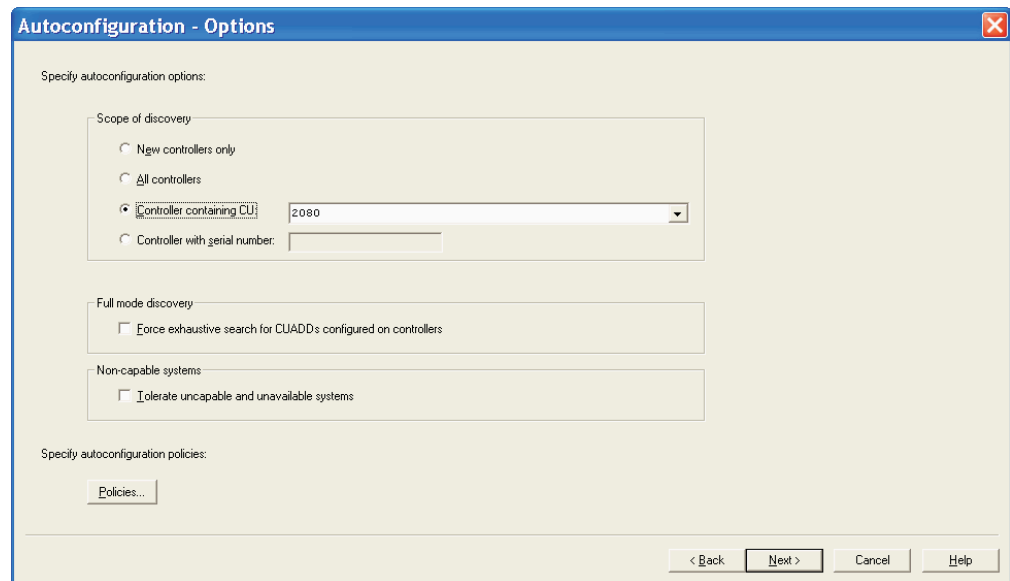 Autoconfiguration - Options
Specify autoconfiguration options:
Scope of discovery
New controllers only
All controllers
Controller containing CU: 2080
Controller with serial number:
Full mode discovery
Force exhaustive search for CUADDs configured on controllers
Non-capable systems
Tolerate uncapable and unavailable systems
Specify autoconfiguration policies:
Policies...
< Back Next > Cancel Help